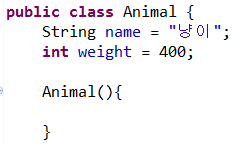 public class Animal {
    String name = "냥이";
    int weight = 400;
    Animal(){
    }